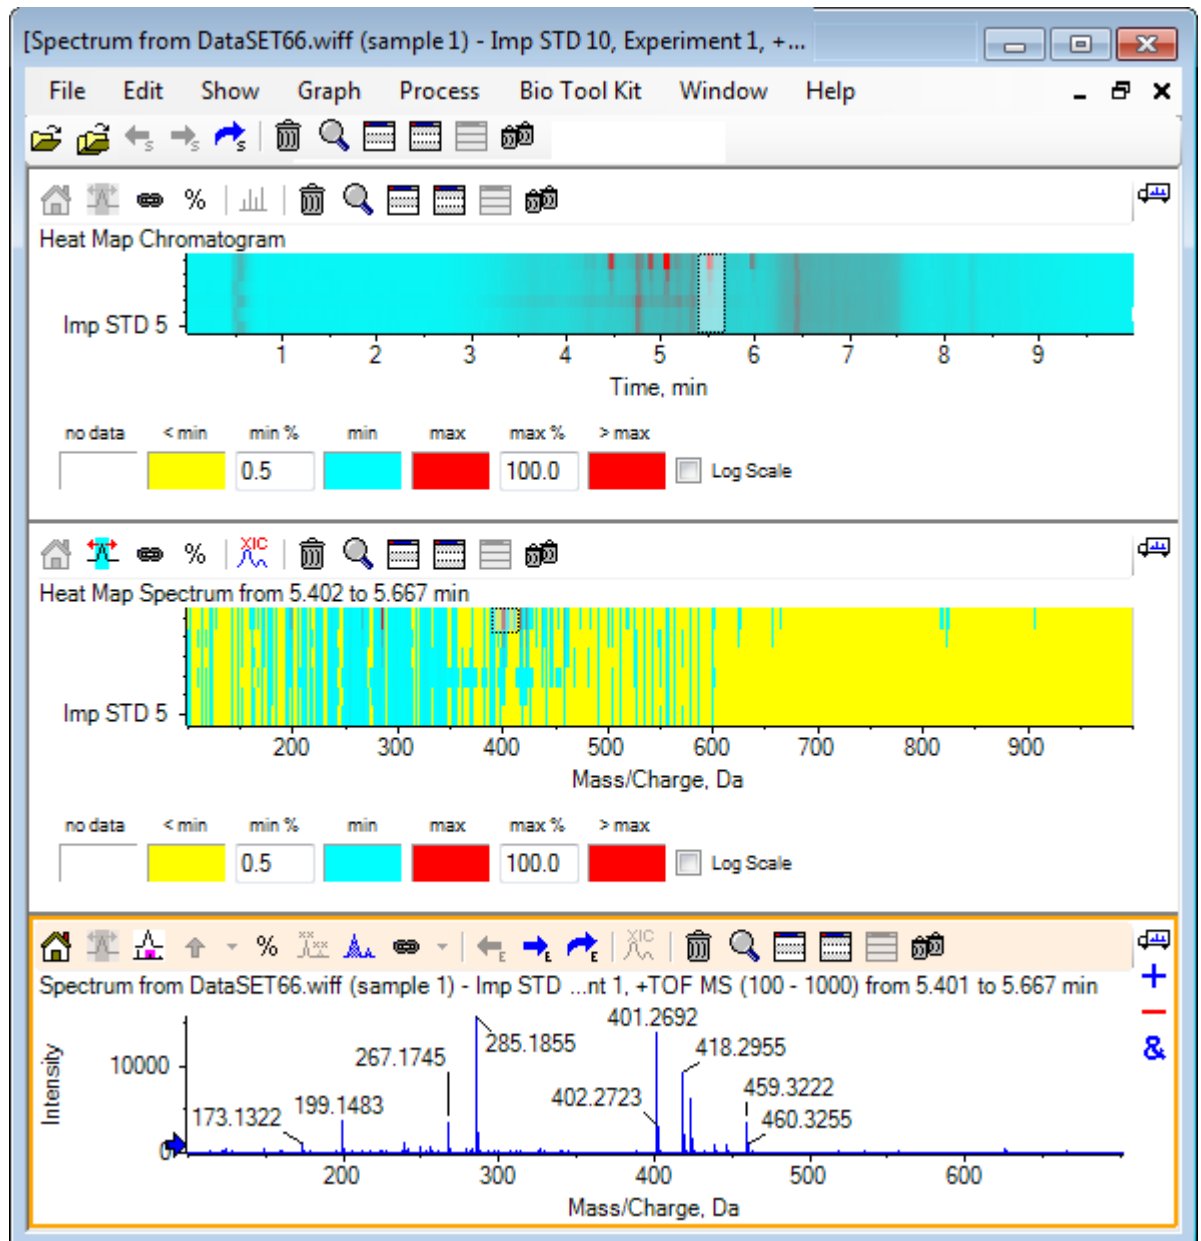 [Spectrum from DataSET66.wiff (sample 1) - Imp STD 10, Experiment 1, +...
File Edit Show Graph Process Bio Tool Kit Window Help
S S S
%
Heat Map Chromatogram
Imp STD 5
1 2 3 4 5 6 7 8 9
Time, min
no data < min min % min max max % > max
0.5 100.0 Log Scale
% XIC
Heat Map Spectrum from 5.402 to 5.667 min
Imp STD 5
200 300 400 500 600 700 800 900
Mass/Charge, Da
no data < min min % min max max % > max
0.5 100.0 Log Scale
% E E E XIC
Spectrum from DataSET66.wiff (sample 1) - Imp STD ...nt 1, +TOF MS (100 - 1000) from 5.401 to 5.667 min
+
401.2692
285.1855
418.2955
&
267.1745
10000
459.3222
402.2723
199.1483
460.3255
173.1322
Intensity
0
200 300 400 500 600
Mass/Charge, Da